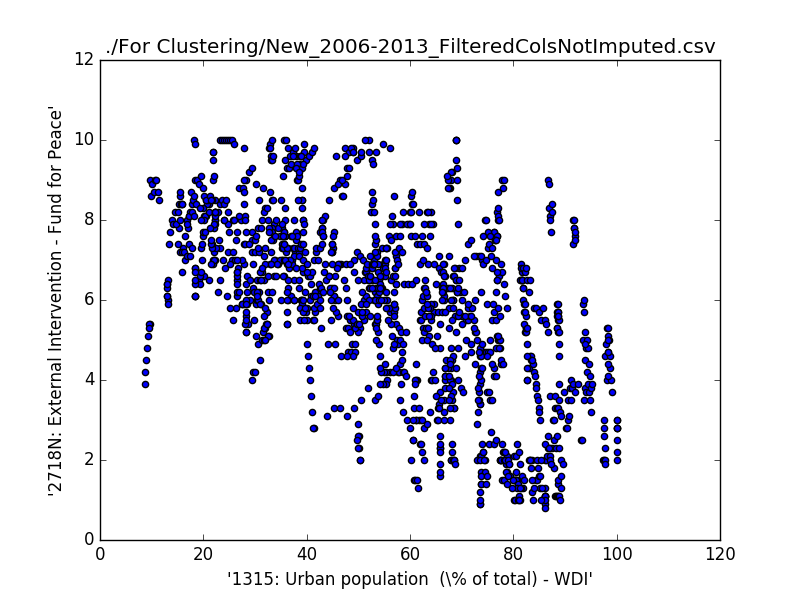 ./For Clustering/New_2006-2013_FilteredColsNotImputed.csv
12
10
8
6
4
2
0
'2718N: External Intervention - Fund for Peace'
0 20 40 60 80 100 120
'1315: Urban population  (\% of total) - WDI'